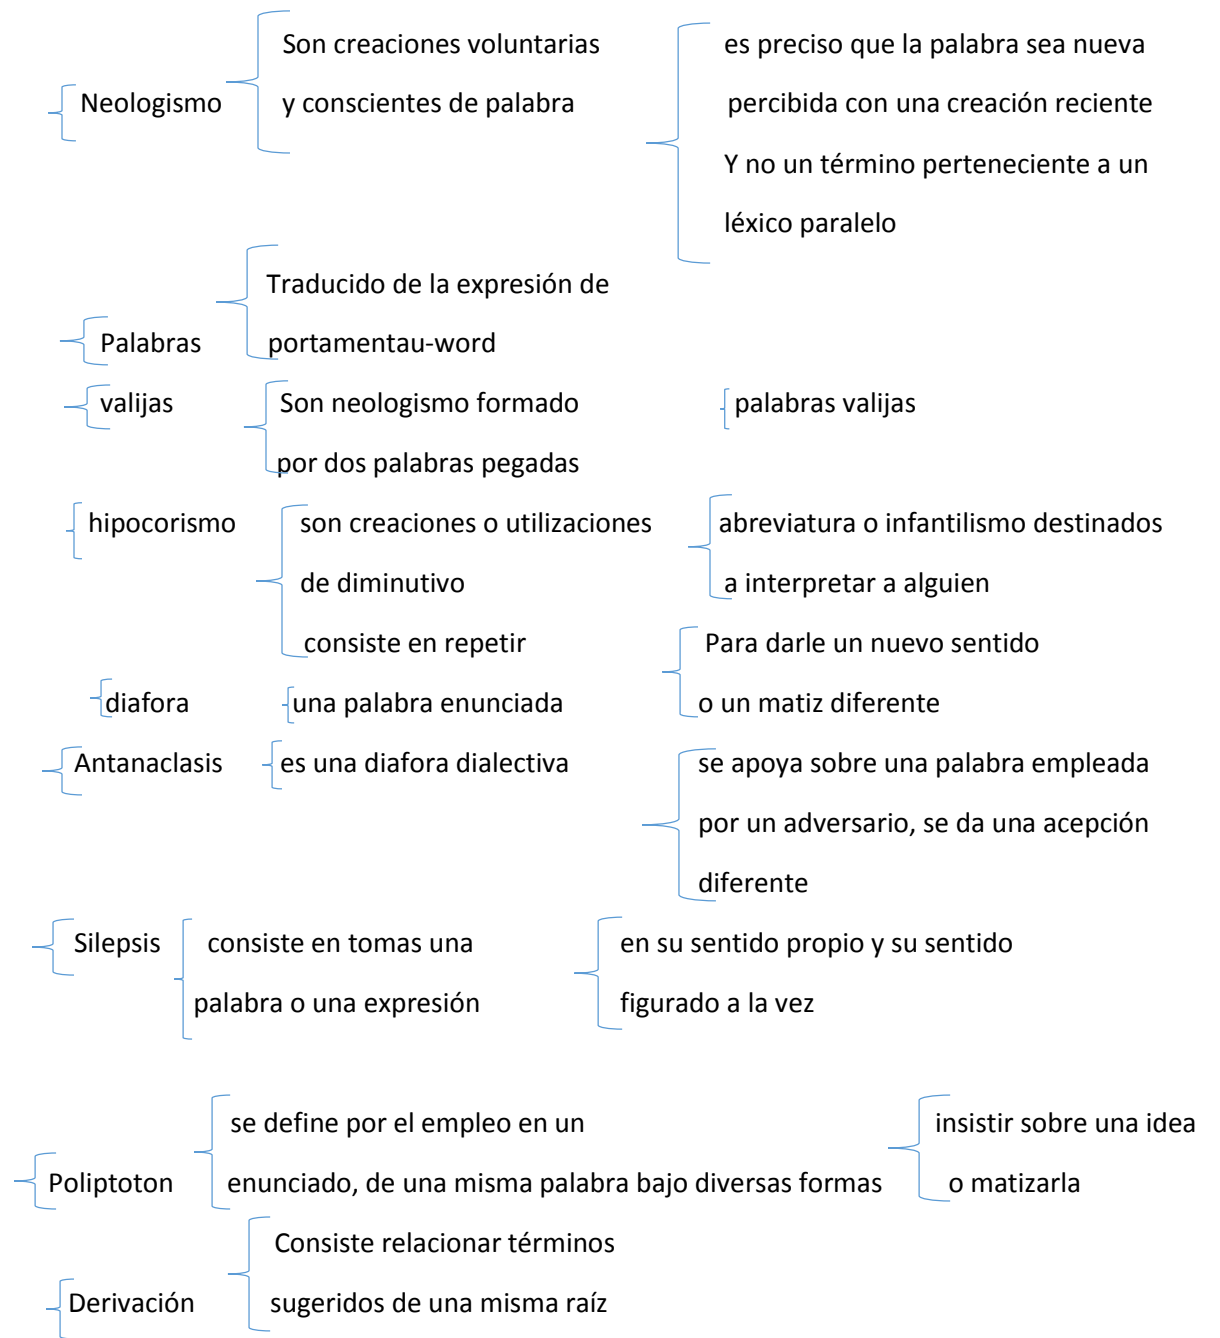 Son creaciones voluntarias es preciso que la palabra sea nueva
Neologismo y conscientes de palabra percibida con una creación reciente
Y no un término perteneciente a un
léxico paralelo
Traducido de la expresión de
Palabras portamentau-word
valijas Son neologismo formado palabras valijas
por dos palabras pegadas
hipocorismo son creaciones o utilizaciones abreviatura o infantilismo destinados
de diminutivo a interpretar a alguien
consiste en repetir Para darle un nuevo sentido
diafora una palabra enunciada o un matiz diferente
Antanaclasis es una diafora dialectiva se apoya sobre una palabra empleada
por un adversario, se da una acepción
diferente
Silepsis consiste en tomas una en su sentido propio y su sentido
palabra o una expresión figurado a la vez
se define por el empleo en un insistir sobre una idea
Poliptoton enunciado, de una misma palabra bajo diversas formas o matizarla
Consiste relacionar términos
Derivación sugeridos de una misma raíz